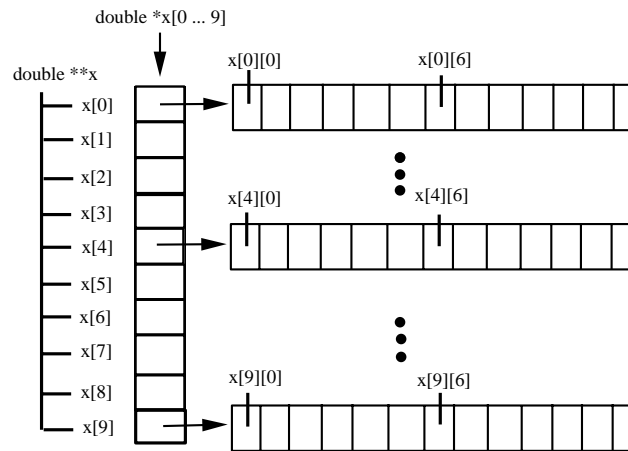 double *x[0 ... 9]
x[0][0]
x[0][6]
double **x
x[0]
x[1]
x[2]
x[3]
x[4]
x[5]
x[6]
x[7]
x[8]
x[9]
x[4][0]
x[4][6]
x[9][0]
x[9][6]